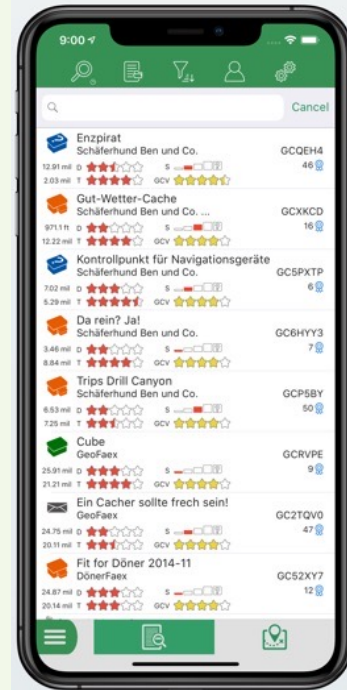 9:00
Cancel
Enzpirat
Schäferhund Ben und Co.
GCQEH4
12.91 mil D S 46
2.03 mil T GCV
Gut-Wetter-Cache
Schäferhund Ben und Co. ...
GCXKCD
971.1 ft D S 16
12.22 mil T GCV
Kontrollpunkt für Navigationsgeräte
Schäferhund Ben und Co.
GC5PXTP
7.02 mil D S 6
5.29 mil T GCV
Da rein? Ja!
Schäferhund Ben und Co.
GC6HYY3
3.46 mil D S 7
8.84 mil T GCV
Trips Drill Canyon
Schäferhund Ben und Co.
GCP5BY
6.53 mil D S 50
7.25 mil T GCV
Cube
GeoFaex
GCRVPE
25.91 mil D S 9
21.21 mil T GCV
Ein Cacher sollte frech sein!
GeoFaex
GC2TQV0
24.75 mil D S 47
20.11 mil T GCV
Fit for Döner 2014-11
DönerFaex
GC52XY7
24.87 mil D S 12
20.14 mil T GCV